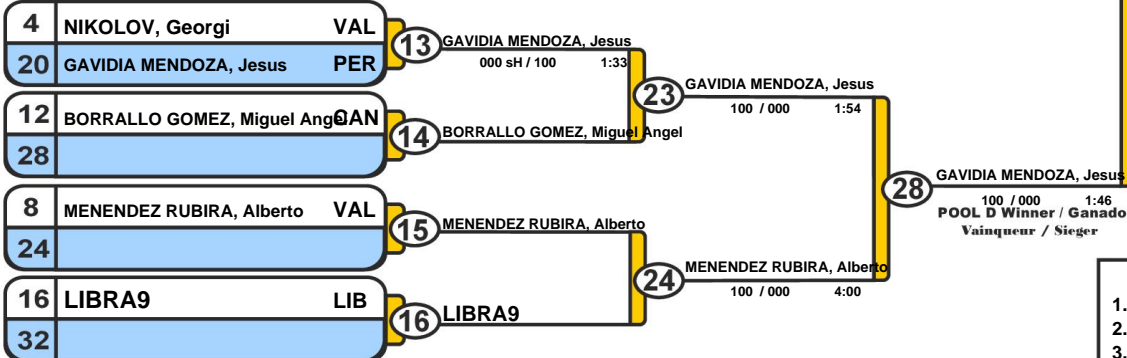 4 NIKOLOV, Georgi VAL
20 GAVIDIA MENDOZA, Jesus PER
13 GAVIDIA MENDOZA, Jesus
000 sH / 100 1:33
12 BORRALLO GOMEZ, Miguel Angel CAN
28
14 BORRALLO GOMEZ, Miguel Angel
23 GAVIDIA MENDOZA, Jesus
100 / 000 1:54
8 MENENDEZ RUBIRA, Alberto VAL
24
15 MENENDEZ RUBIRA, Alberto
16 LIBRA9 LIB
32
16 LIBRA9
24 MENENDEZ RUBIRA, Alberto
100 / 000 4:00
28 GAVIDIA MENDOZA, Jesus
100 / 000 1:46
POOL D Winner / Ganado
Vainqueur / Sieger
1.
2.
3.